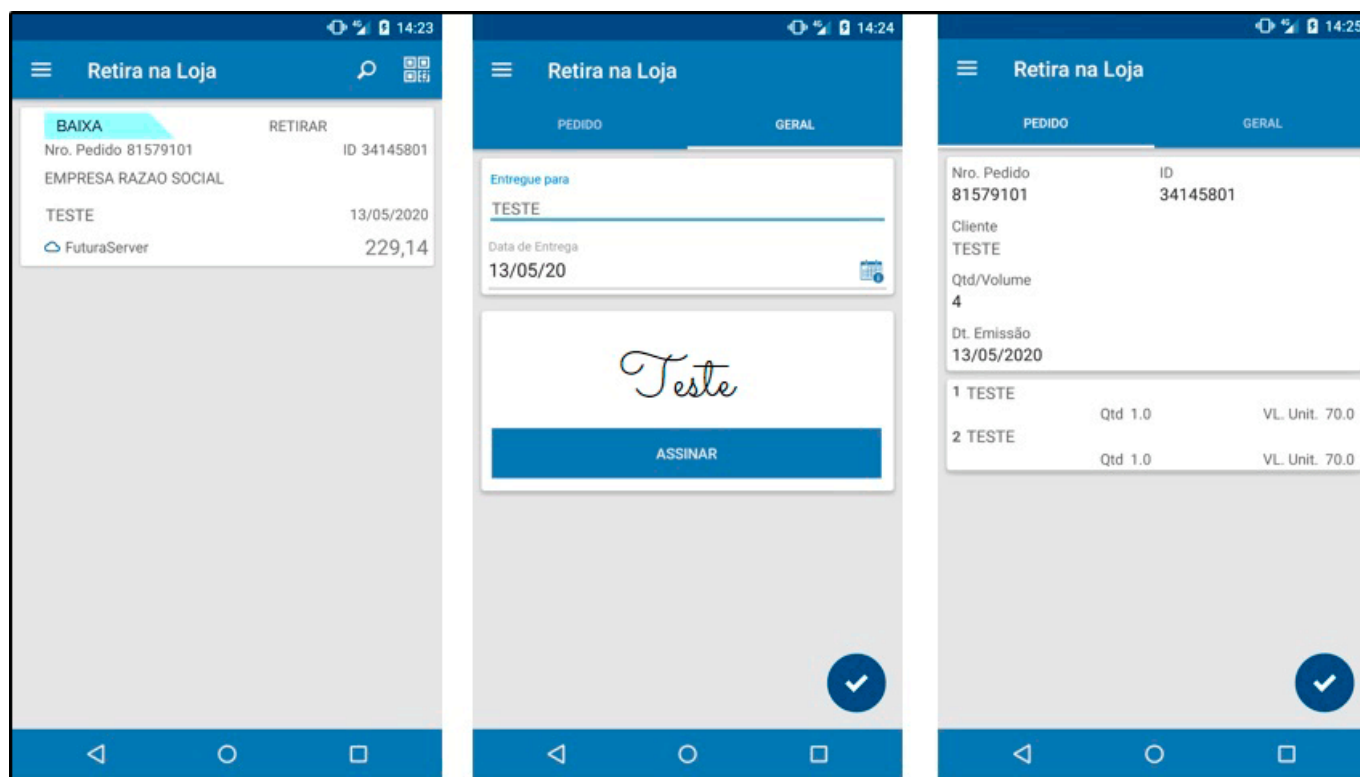 14:23
Retira na Loja
BAIXA RETIRAR
Nro. Pedido 81579101 ID 34145801
EMPRESA RAZAO SOCIAL
TESTE 13/05/2020
FuturaServer 229,14
4G 14:24
Retira na Loja
PEDIDO GERAL
Entregue para
TESTE
Data de Entrega
13/05/20
Teste
ASSINAR
4G 14:25
Retira na Loja
PEDIDO GERAL
Nro. Pedido ID
81579101 34145801
Cliente
TESTE
Qtd/Volume
4
Dt. Emissão
13/05/2020
1 TESTE
Qtd 1.0 VL. Unit. 70.0
2 TESTE
Qtd 1.0 VL. Unit. 70.0